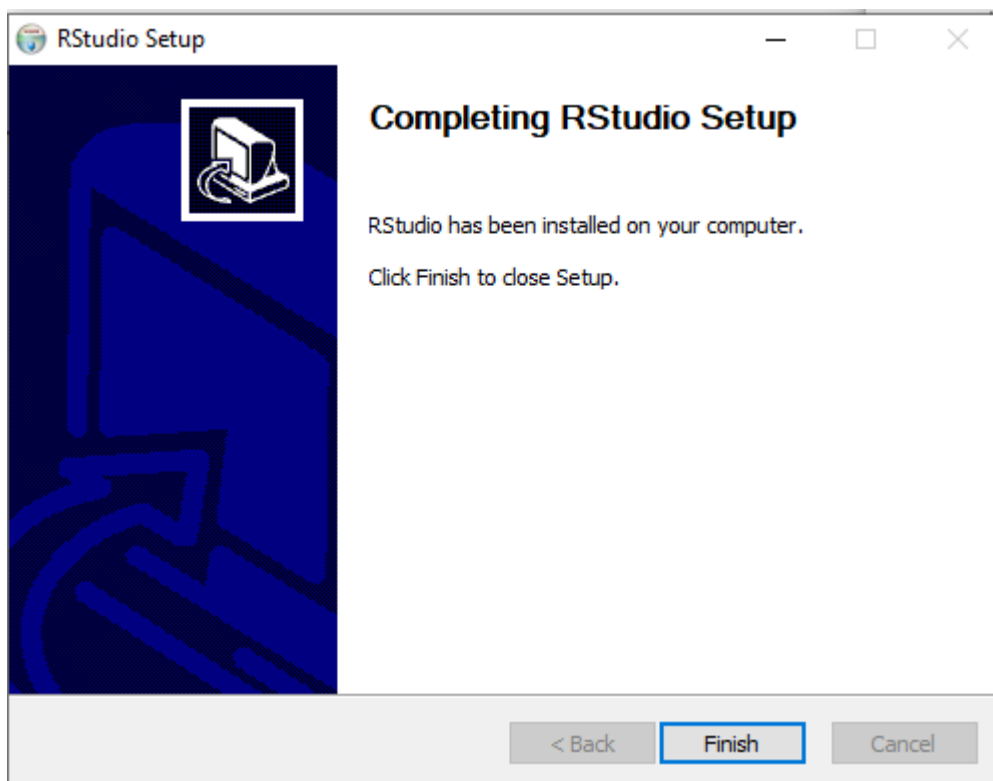 RStudio Setup
Completing RStudio Setup
RStudio has been installed on your computer.
Click Finish to close Setup.
< Back
Finish
Cancel